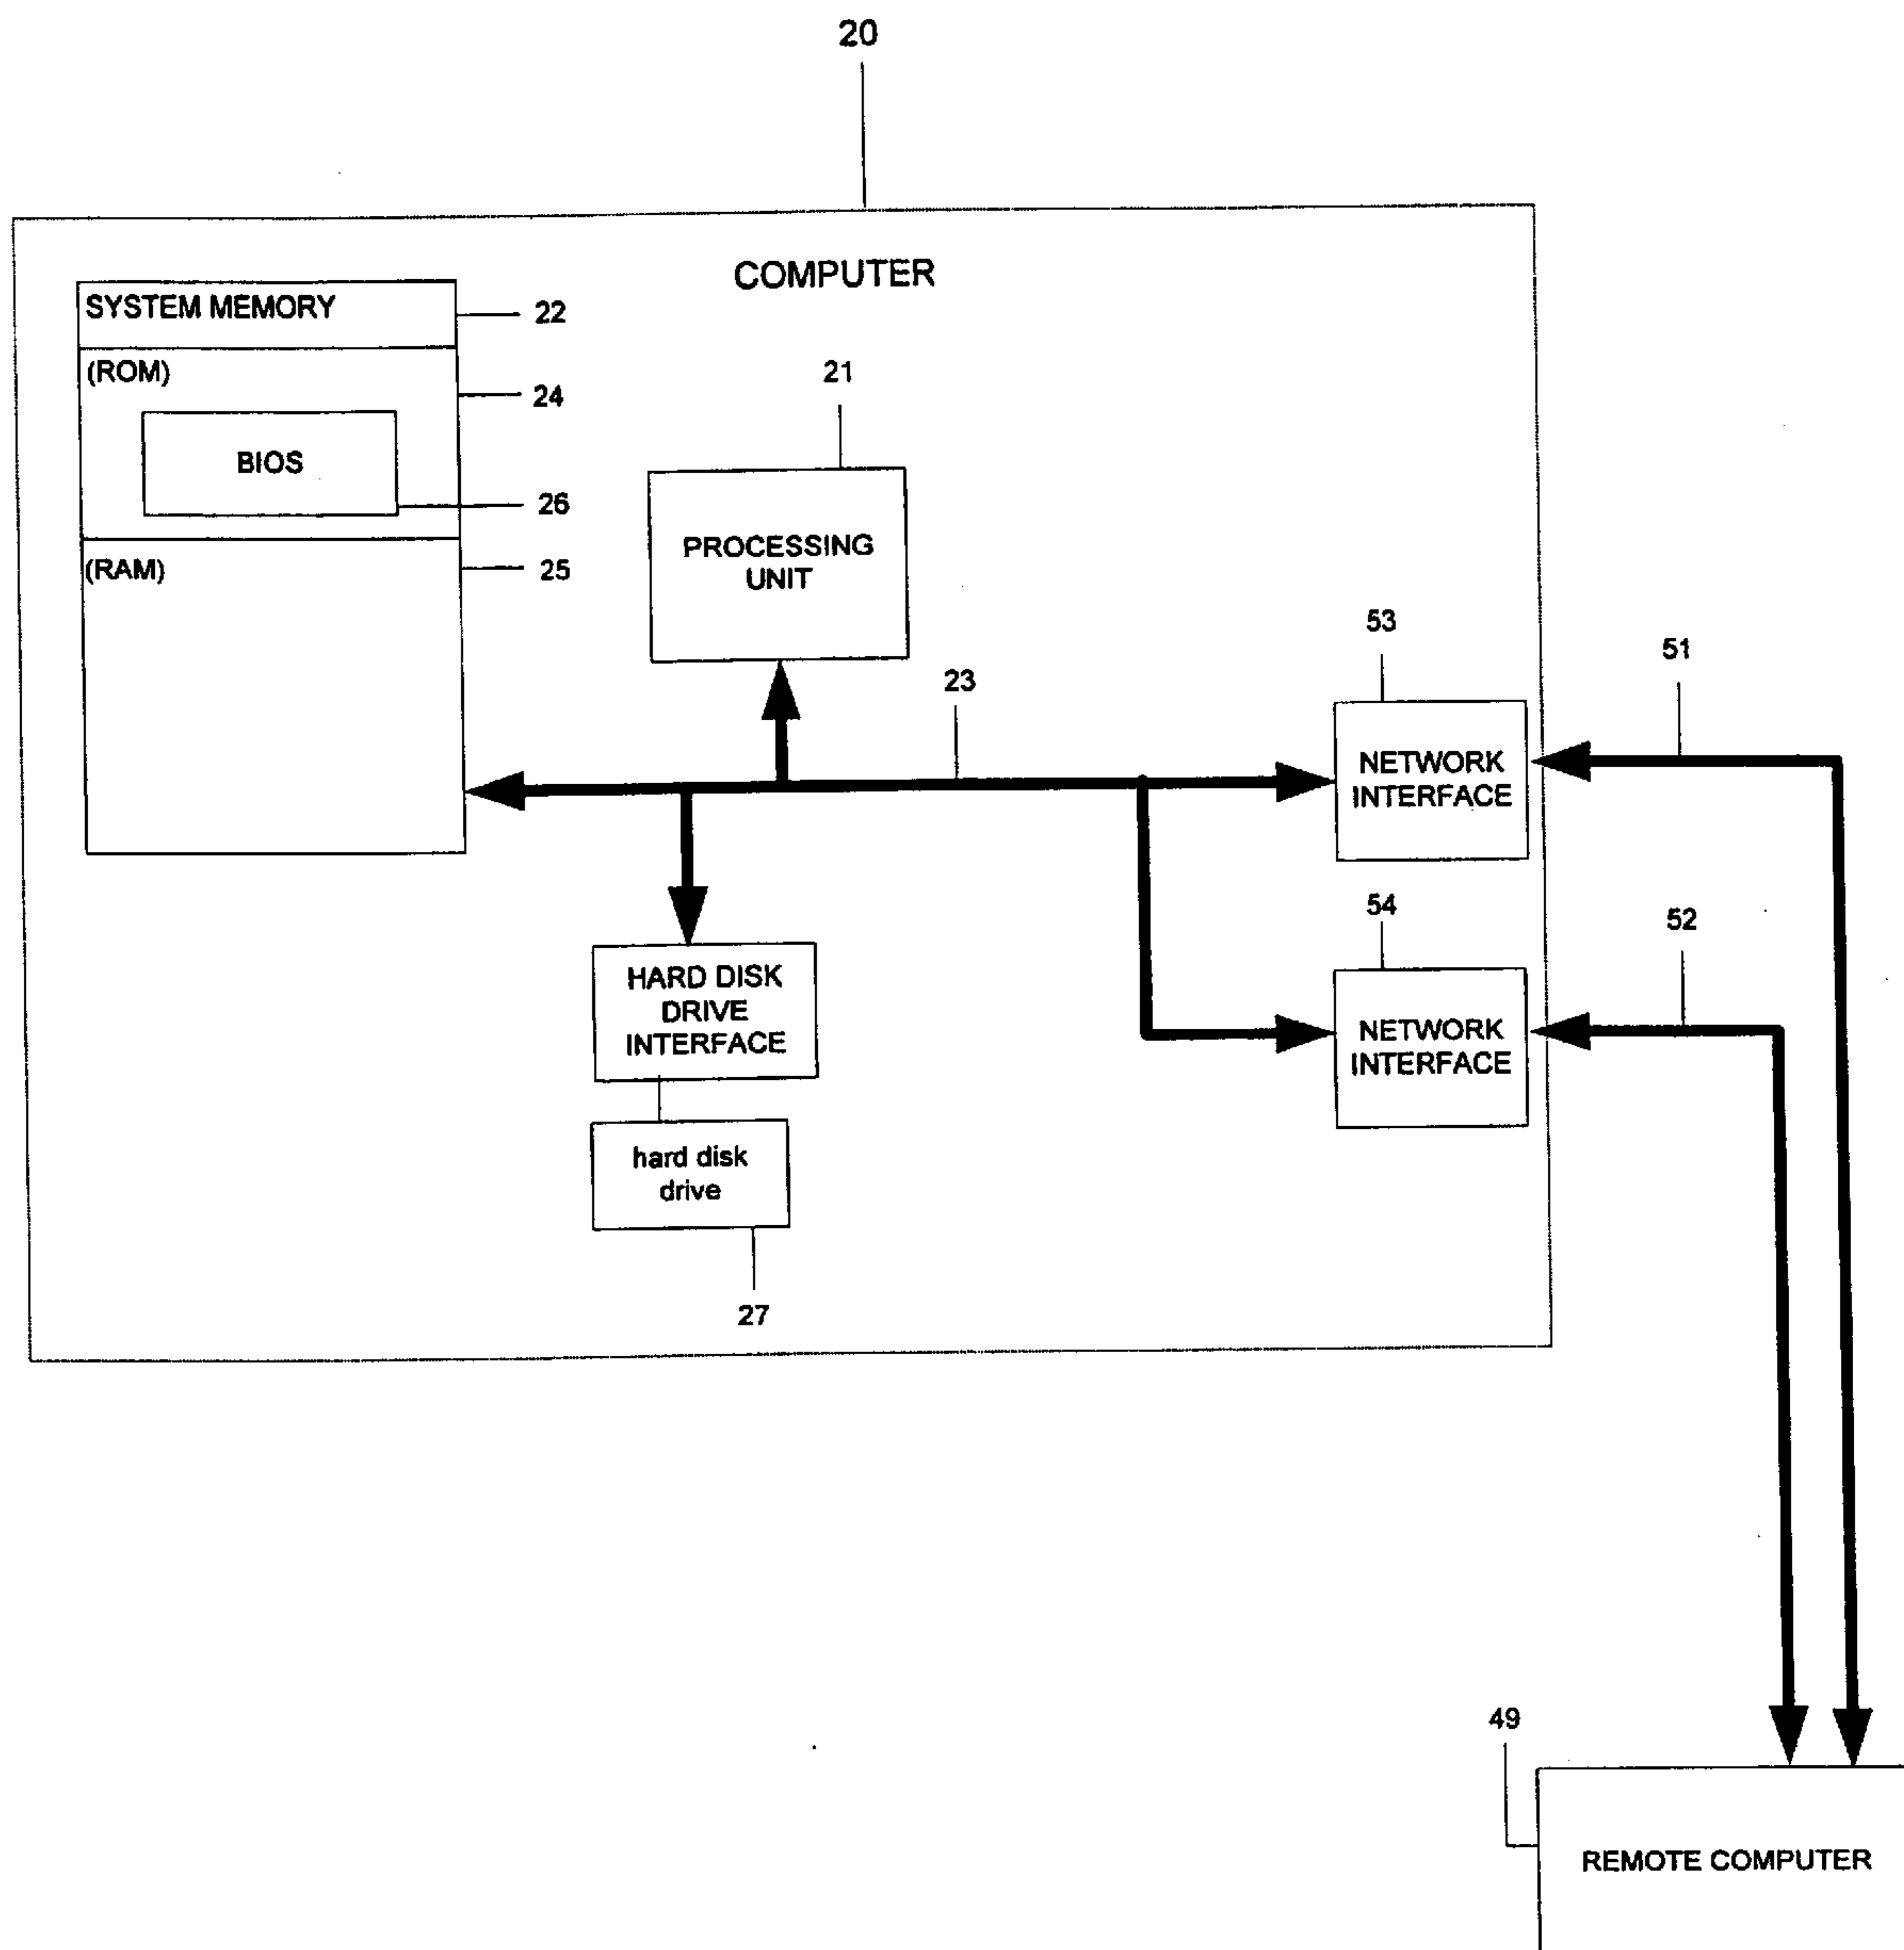 20
COMPUTER
SYSTEM MEMORY
22
(ROM)
24
BIOS
26
(RAM)
25
21
PROCESSING
UNIT
23
53
NETWORK
INTERFACE
51
HARD DISK
DRIVE
INTERFACE
54
NETWORK
INTERFACE
52
hard disk
drive
27
49
REMOTE COMPUTER